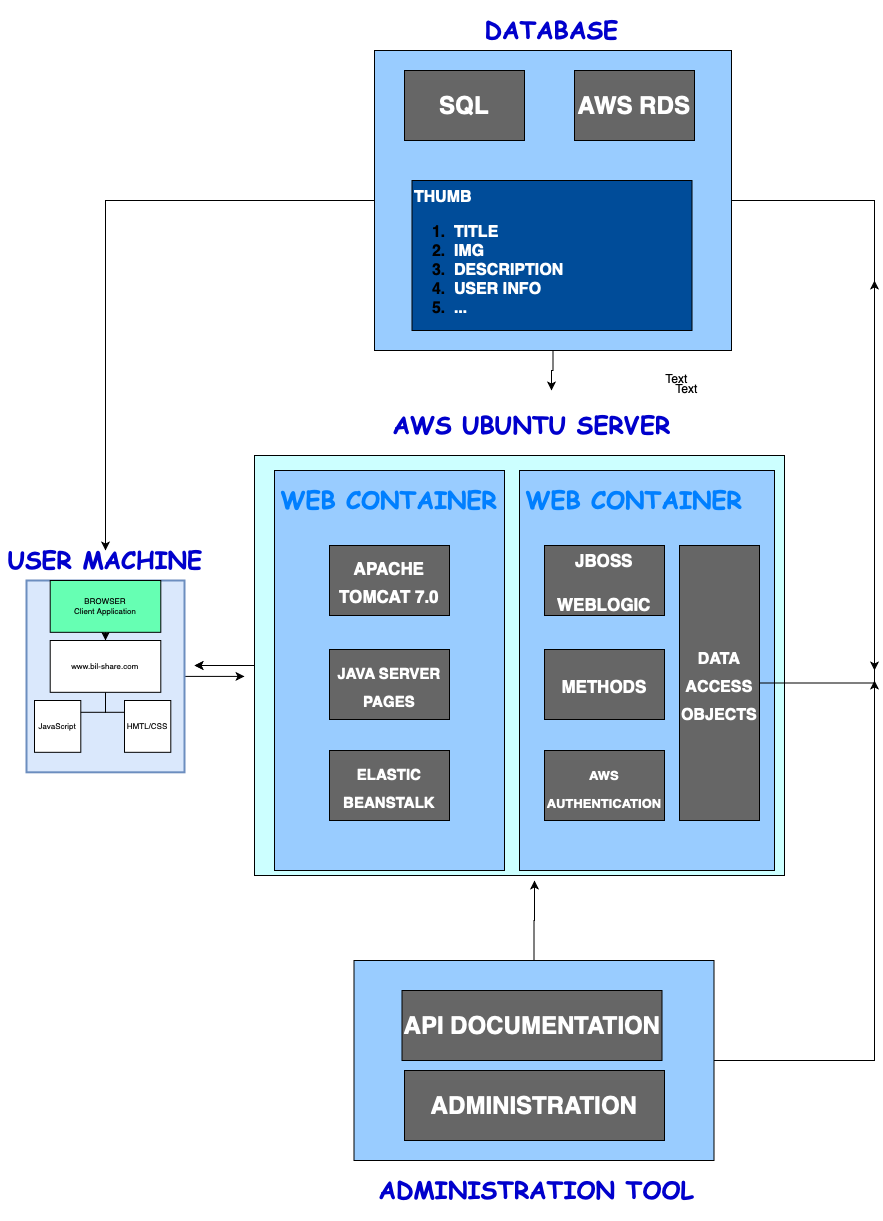 DATABASE
SQL
AWS RDS
THUMB
1. TITLE
2. IMG
3. DESCRIPTION
4. USER INFO
5. ...
Text
Text
AWS UBUNTU SERVER
USER MACHINE
BROWSER
Client Application
www.bil-share.com
JavaScript
HMTL/CSS
WEB CONTAINER
APACHE
TOMCAT 7.0
JAVA SERVER
PAGES
ELASTIC
BEANSTALK
WEB CONTAINER
JBOSS
WEBLOGIC
METHODS
AWS
AUTHENTICATION
DATA
ACCESS
OBJECTS
API DOCUMENTATION
ADMINISTRATION
ADMINISTRATION TOOL